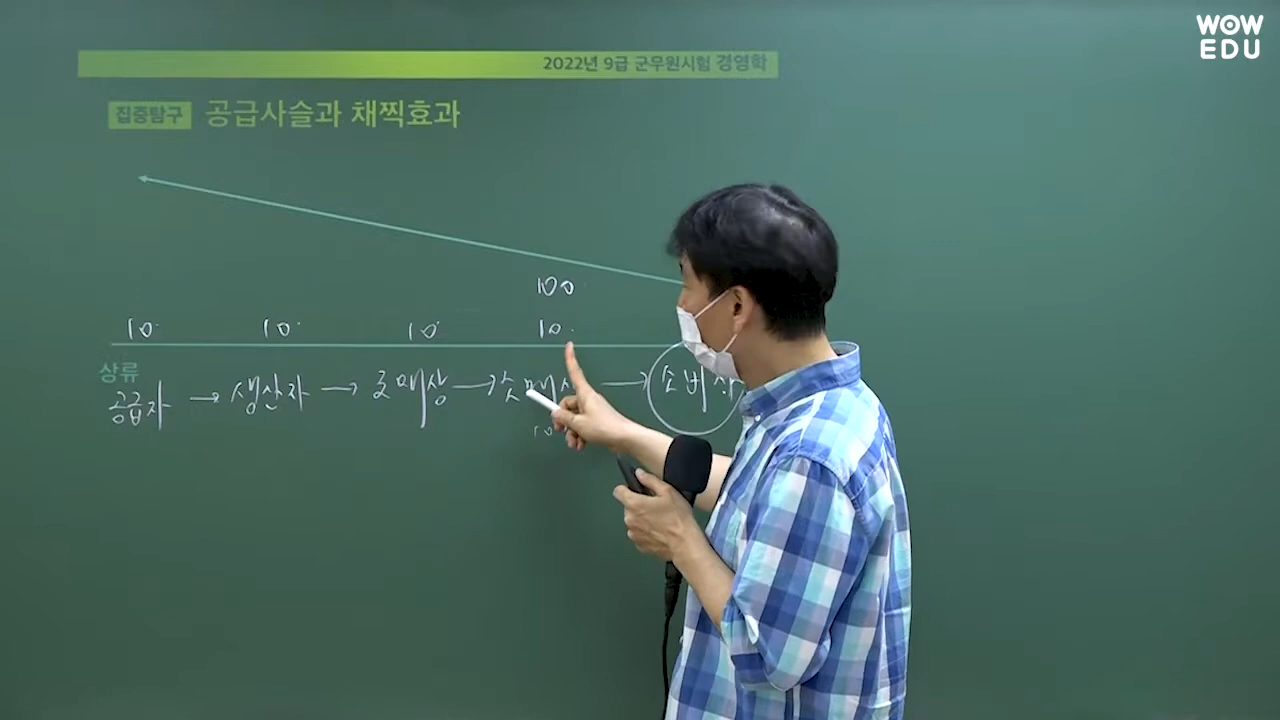 WOW
EDU
2022년 9급 군무원시험 경영학
집중탐구 공급사슬과 채찍효과
100
10 10 10 10
상류
공급자 → 생산자 → 도매상 → 소매상 → 소비자
10